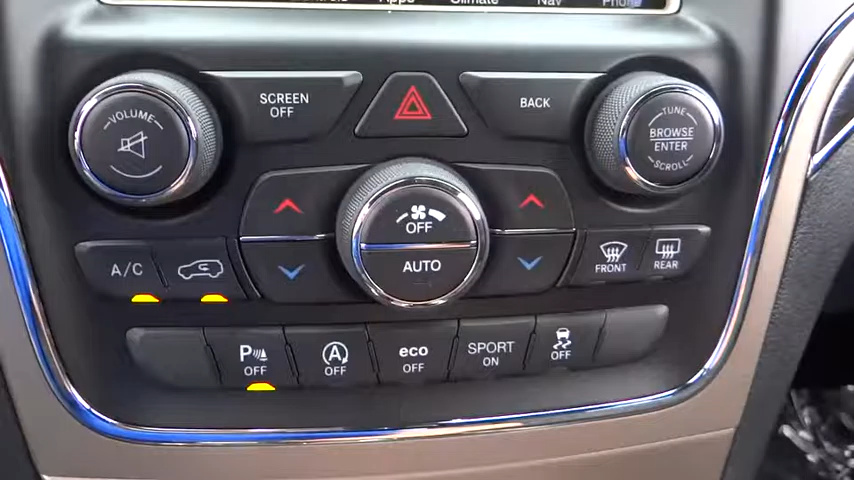 Controls Apps Climate Nav Phone
VOLUME
SCREEN
OFF
BACK
TUNE
BROWSE
ENTER
SCROLL
OFF
AUTO
A/C
FRONT
REAR
P
OFF
A
OFF
eco
OFF
SPORT
ON
OFF